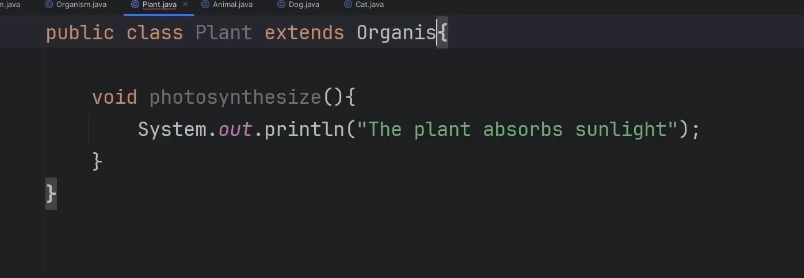 n.java Organism.java Plant.java × Animal.java Dog.java Cat.java
public class Plant extends Organis{
void photosynthesize(){
System.out.println("The plant absorbs sunlight");
}
}